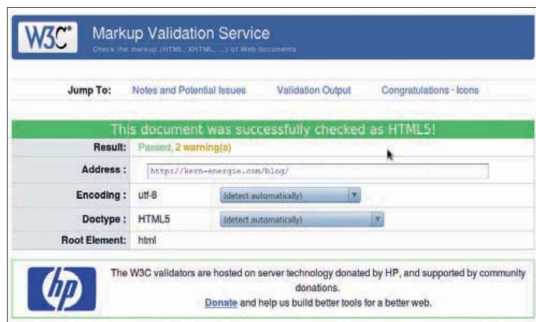 W3C® Markup Validation Service
Check the markup (HTML, XHTML, ...) of Web documents
Jump To: Notes and Potential Issues Validation Output Congratulations · Icons
This document was successfully checked as HTML5!
Result: Passed, 2 warning(s)
Address : http://kern-energie.com/blog/
Encoding : utf-8 (detect automatically)
Doctype : HTML5 (detect automatically)
Root Element: html
hp
The W3C validators are hosted on server technology donated by HP, and supported by community
donations.
Donate and help us build better tools for a better web.